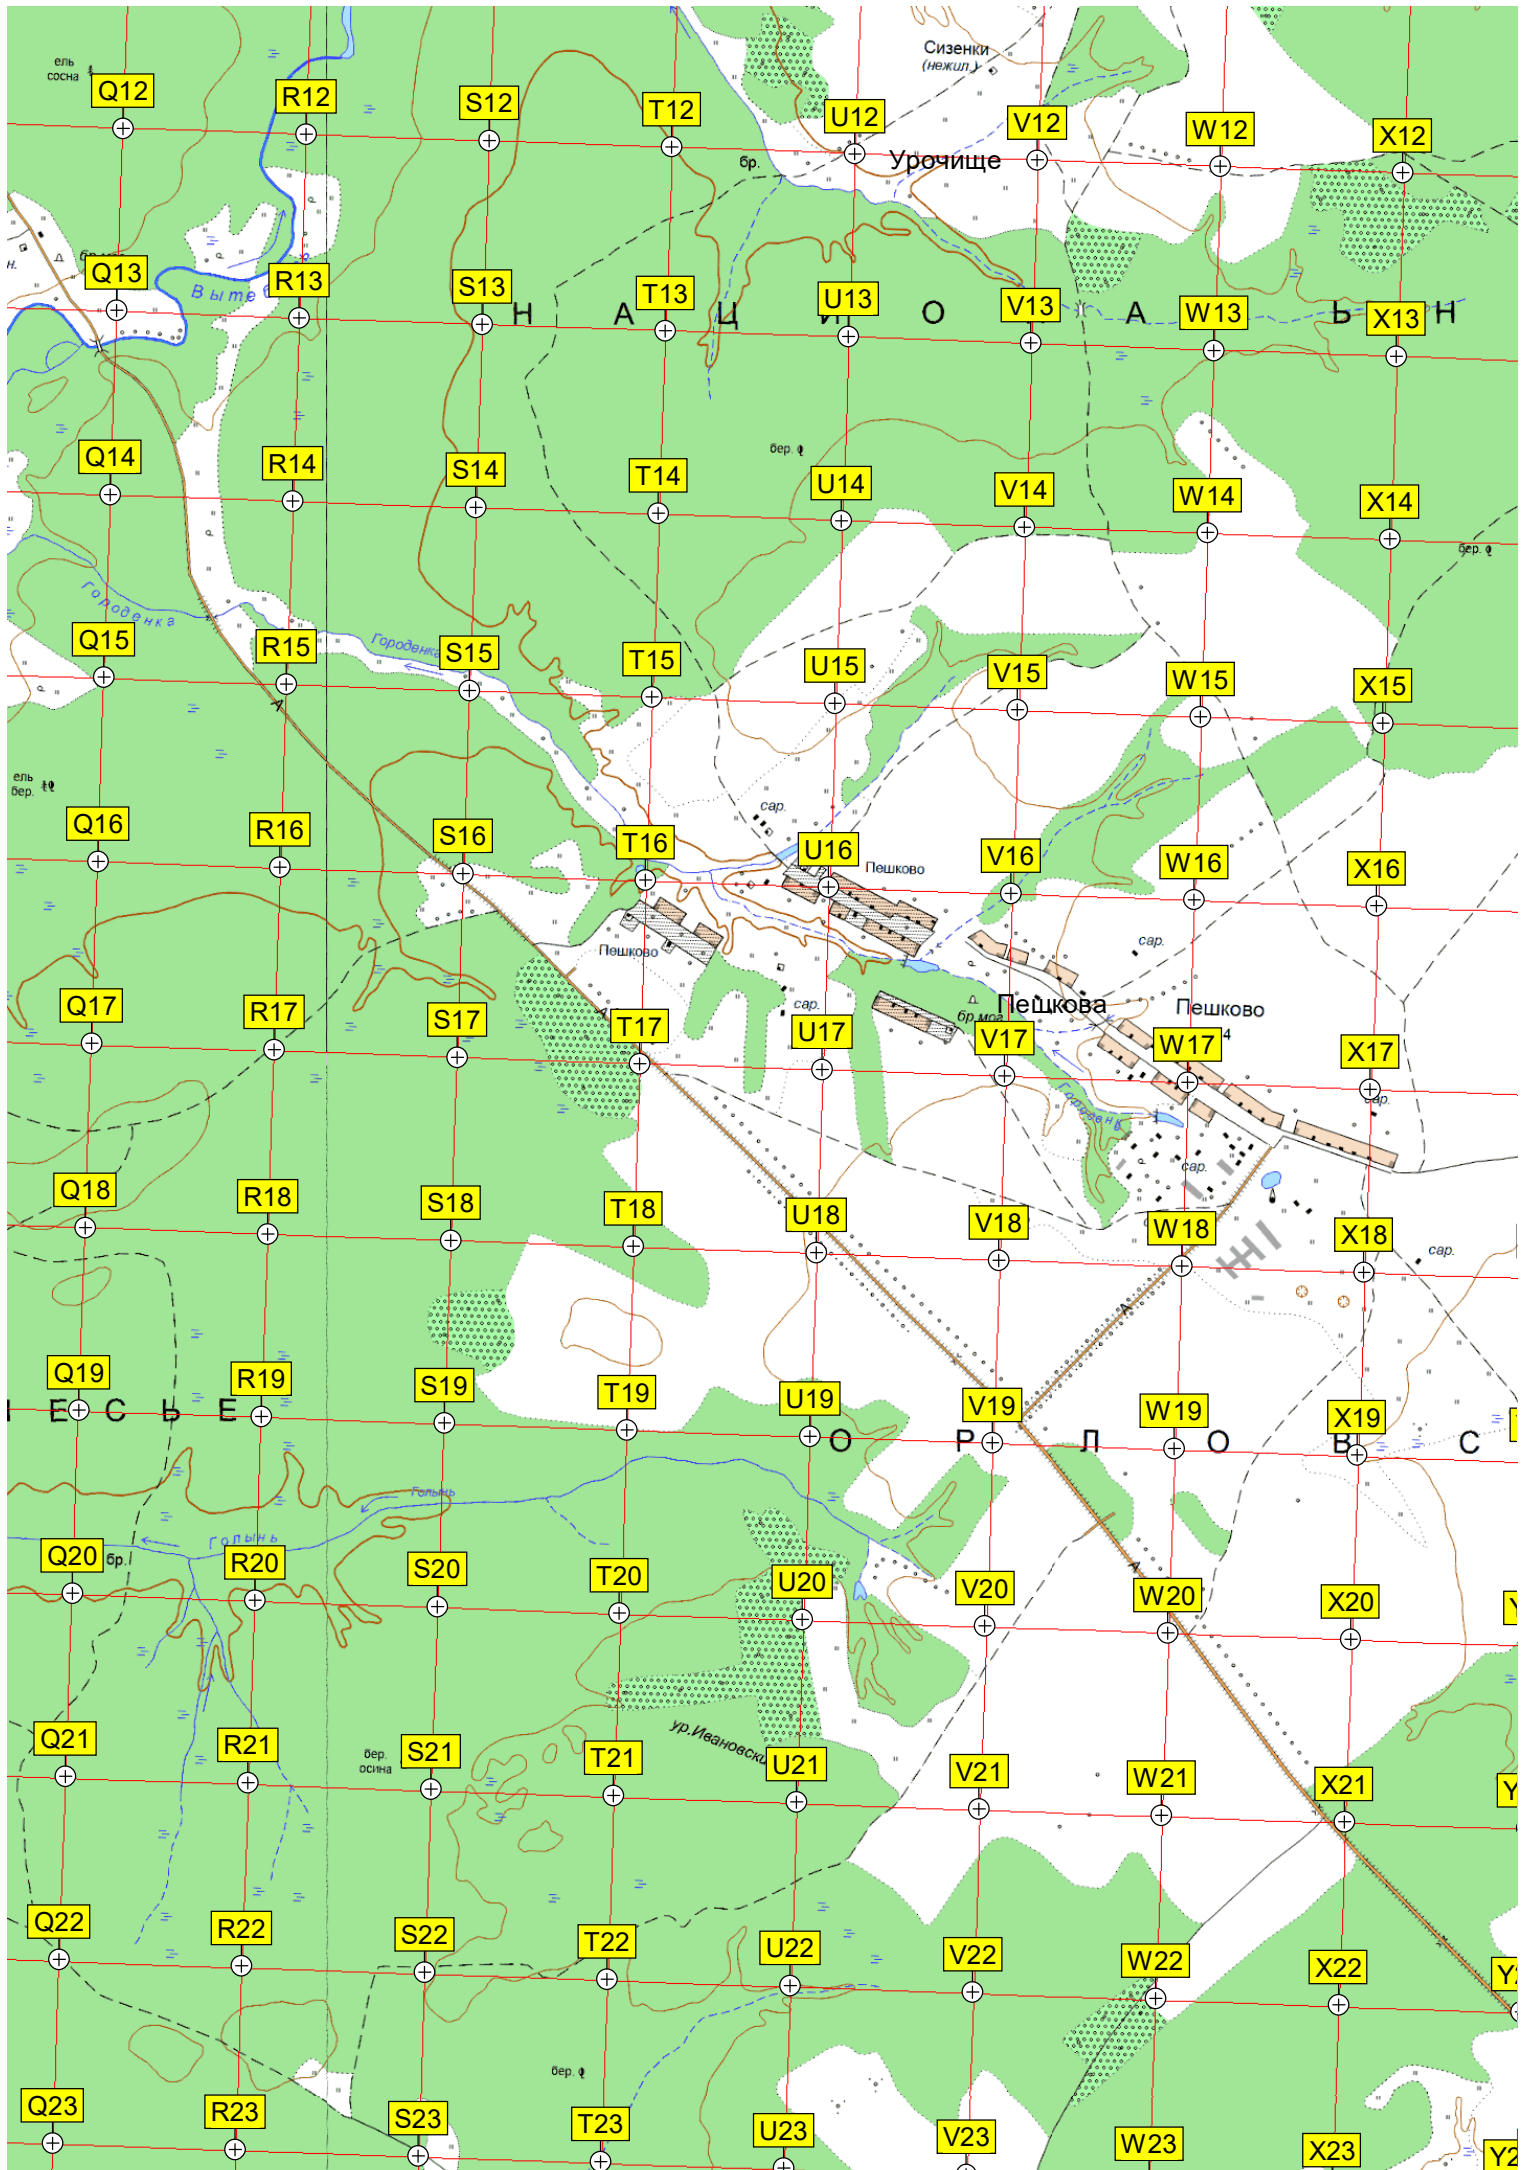 Сизенки
(нежил.)
ель
сосна
Q12
R12
S12
T12
U12
V12
W12
X12
бр.
Урочище
н.
Q13
R13
S13
T13
U13
V13
W13
X13
Н А Ц И О А Ь Н
Q14
R14
S14
T14
U14
V14
W14
X14
бер.
бер.
Городенка
Городенка
Q15
R15
S15
T15
U15
V15
W15
X15
ель
бер.
сар.
Q16
R16
S16
T16
U16
V16
W16
X16
Пешково
Пешково
сар.
сар.
Пешкова
Пешково
бр.мог.
4
Q17
R17
S17
T17
U17
V17
W17
X17
сар.
сар.
Q18
R18
S18
T18
U18
V18
W18
X18
сар.
Q19
R19
S19
T19
U19
V19
W19
X19
Е С Ь Е
О Р Л О В С
Голынь
Голынь
бр.
Q20
R20
S20
T20
U20
V20
W20
X20
ур.Ивановски
бер.
осина
Q21
R21
S21
T21
U21
V21
W21
X21
Q22
R22
S22
T22
U22
V22
W22
X22
бер.
Q23
R23
S23
T23
U23
V23
W23
X23